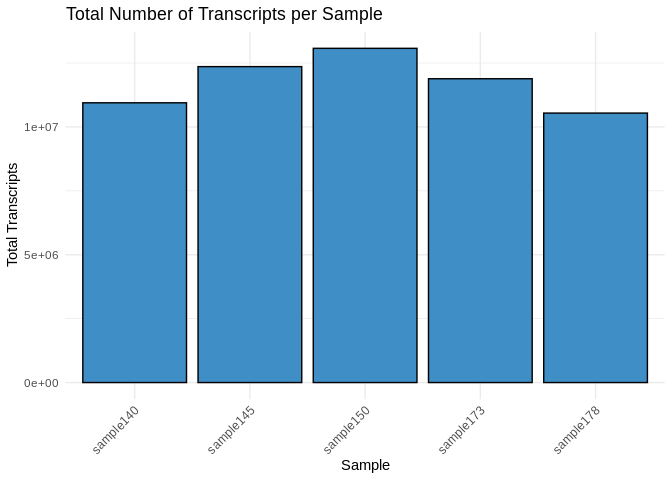 Total Number of Transcripts per Sample
Total Transcripts
1e+07
5e+06
0e+00
sample140
sample145
sample150
sample173
sample178
Sample